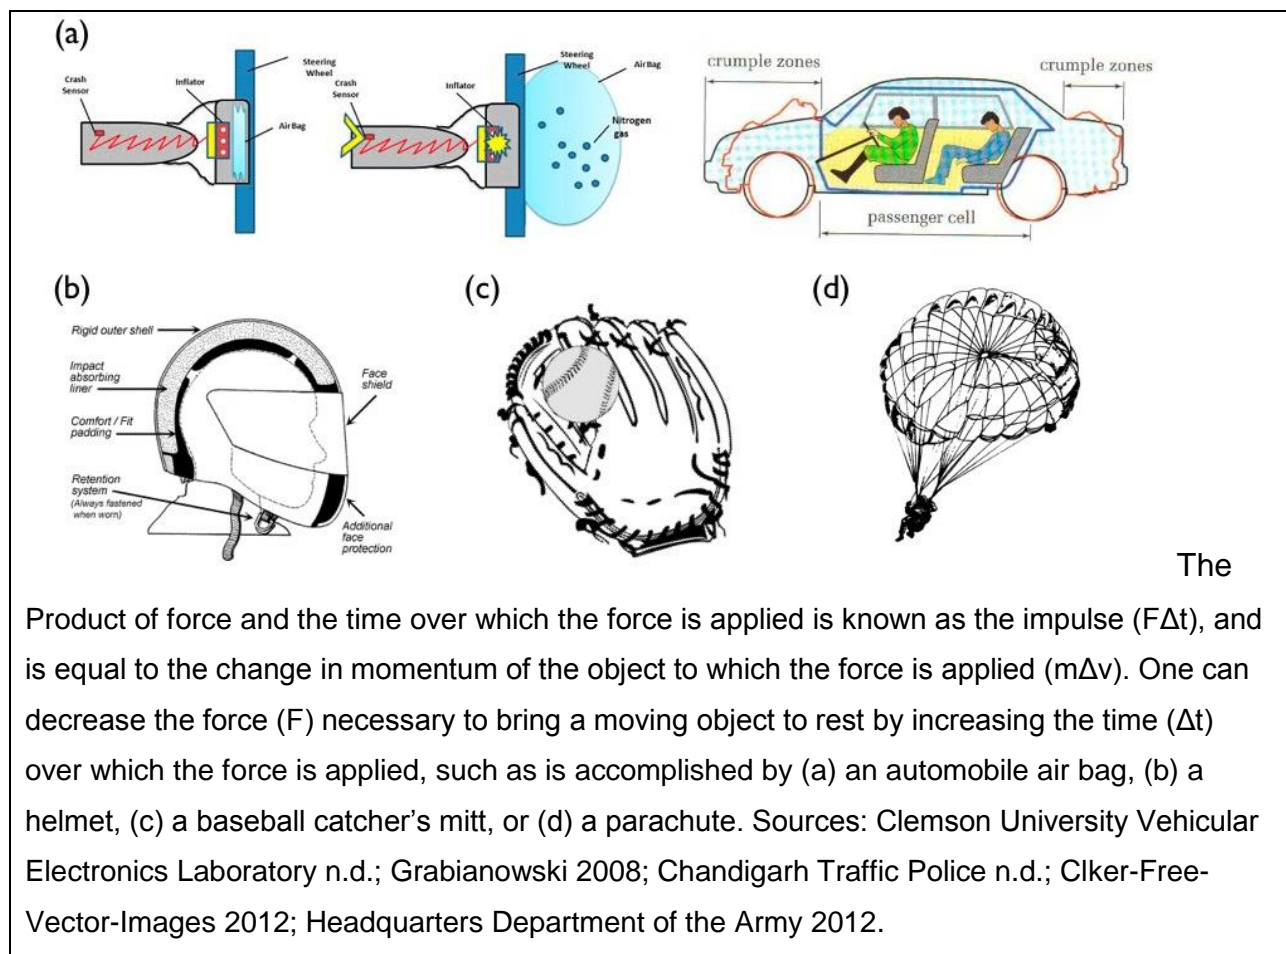 (a)
Crash
Sensor
Inflator
Steering
Wheel
Air Bag
Crash
Sensor
Inflator
Steering
Wheel
Air Bag
Nitrogen
gas
crumple zones
crumple zones
passenger cell
(b)
Rigid outer shell
Impact
absorbing
liner
Comfort / Fit
padding
Retention
system
(Always fastened
when worn)
Face
shield
Additional
face
protection
(c)
(d)
The
Product of force and the time over which the force is applied is known as the impulse (FΔt), and
is equal to the change in momentum of the object to which the force is applied (mΔv). One can
decrease the force (F) necessary to bring a moving object to rest by increasing the time (Δt)
over which the force is applied, such as is accomplished by (a) an automobile air bag, (b) a
helmet, (c) a baseball catcher’s mitt, or (d) a parachute. Sources: Clemson University Vehicular
Electronics Laboratory n.d.; Grabianowski 2008; Chandigarh Traffic Police n.d.; Clker-Free-
Vector-Images 2012; Headquarters Department of the Army 2012.